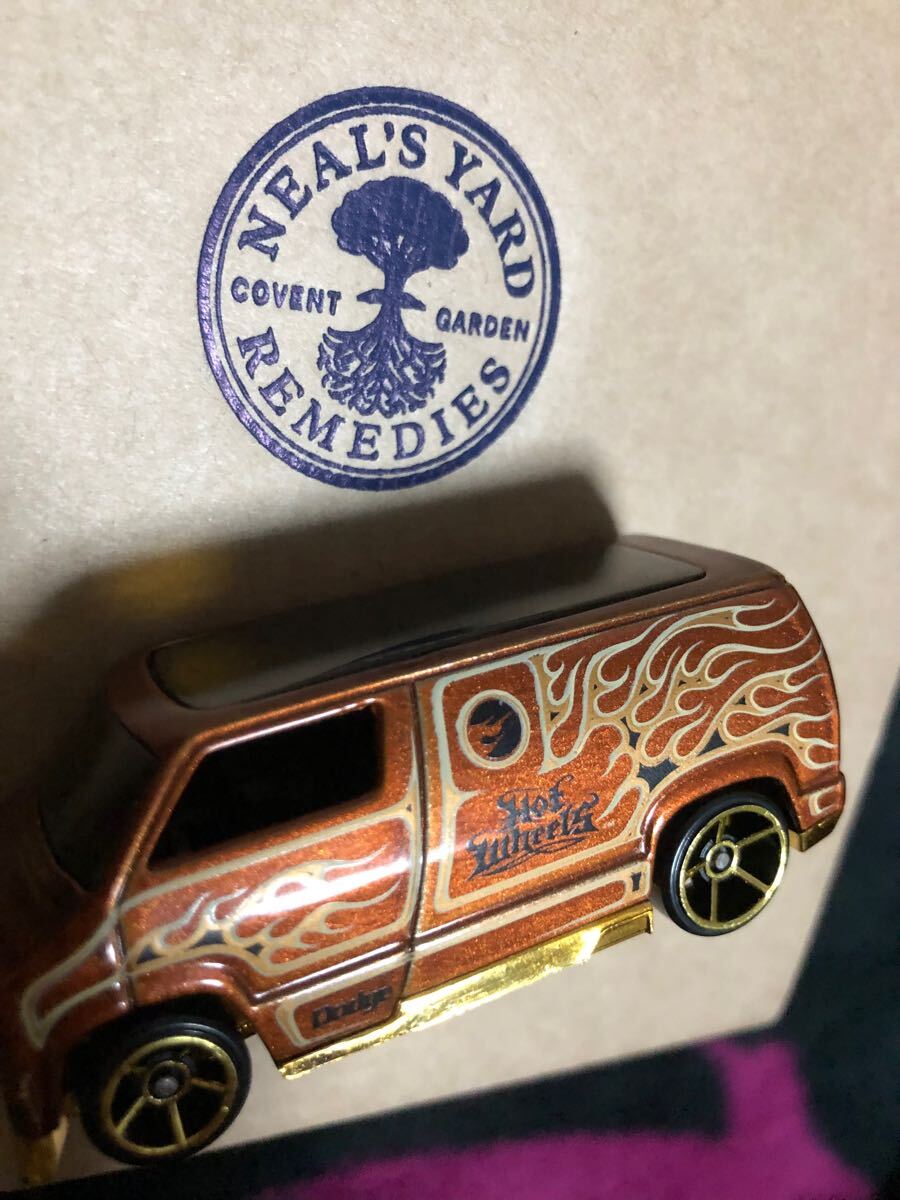 NEAL'S YARD
COVENT GARDEN
REMEDIES
Hot
Wheels
Dodge